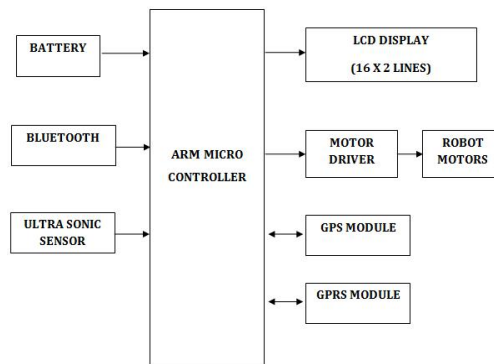 BATTERY
BLUETOOTH
ULTRA SONIC
SENSOR
ARM MICRO
CONTROLLER
LCD DISPLAY
(16 X 2 LINES)
MOTOR
DRIVER
ROBOT
MOTORS
GPS MODULE
GPRS MODULE